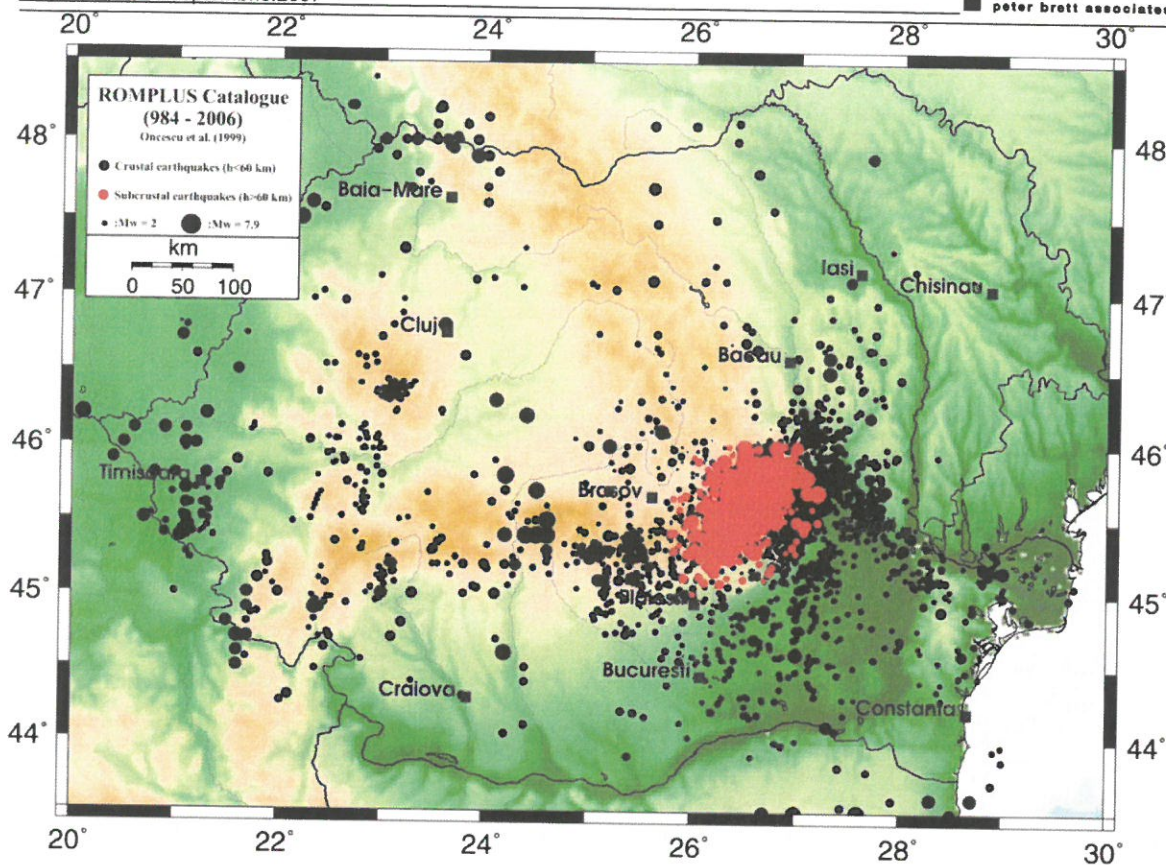 peter brett associates
20° 22° 24° 26° 28° 30°
ROMPLUS Catalogue
(984 - 2006)
Oncescu et al. (1999)
Crustal earthquakes (h<60 km)
Subcrustal earthquakes (h>60 km)
:Mw = 2 :Mw = 7.9
km
0 50 100
48° 48°
Baia-Mare
Iasi
Chisinau
47° 47°
Cluj
Bacau
46° 46°
Timisoara
Brasov
45° 45°
Bucuresti
Craiova
Constanta
44° 44°
20° 22° 24° 26° 28° 30°